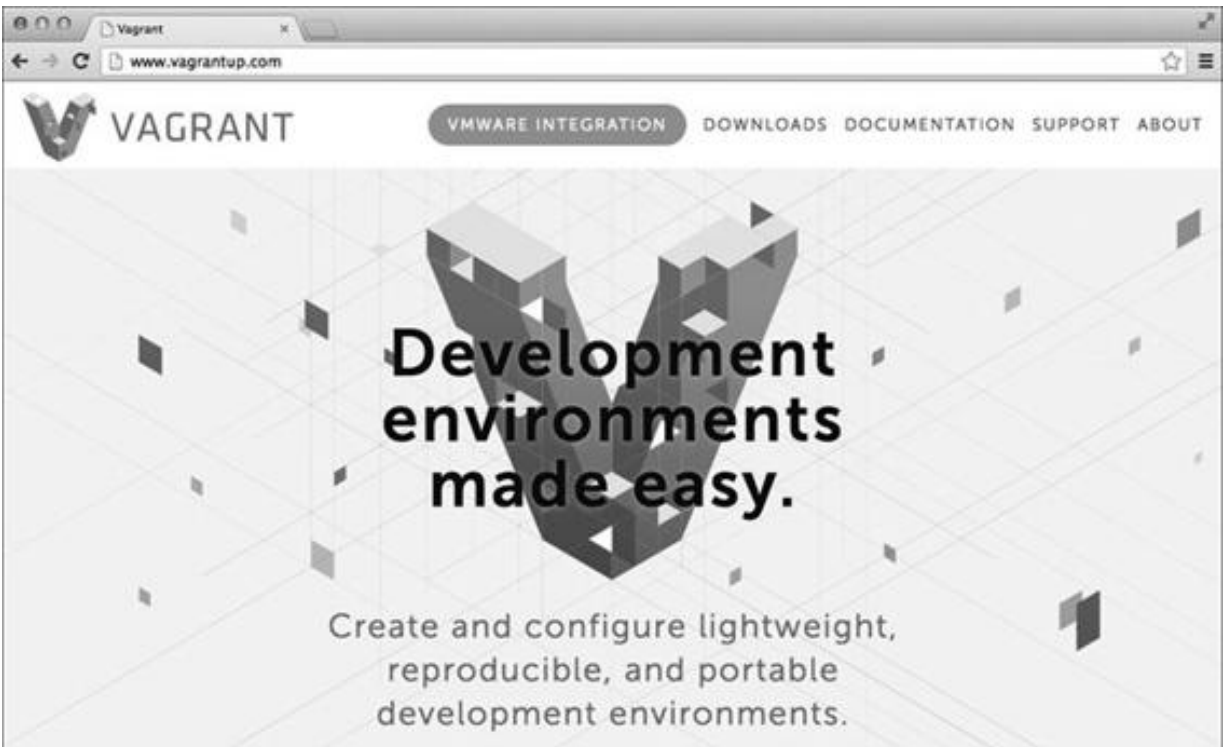 Vagrant
www.vagrantup.com
VAGRANT
VMWARE INTEGRATION DOWNLOADS DOCUMENTATION SUPPORT ABOUT
Development
environments
made easy.
Create and configure lightweight,
reproducible, and portable
development environments.